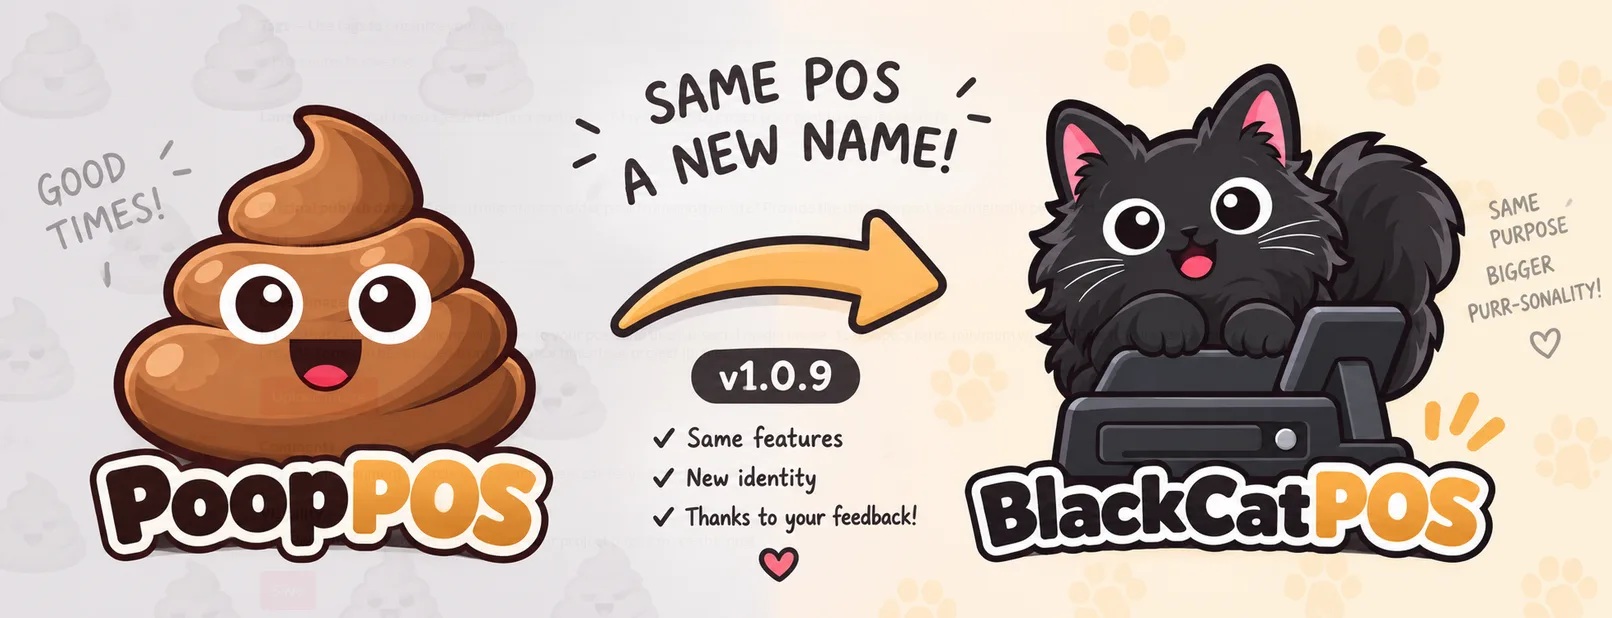 GOOD
TIMES!
PoopPOS
SAME POS
A NEW NAME!
v1.0.9
✓ Same features
✓ New identity
✓ Thanks to your feedback!
SAME
PURPOSE
BIGGER
PURR-SONALITY!
BlackCatPOS